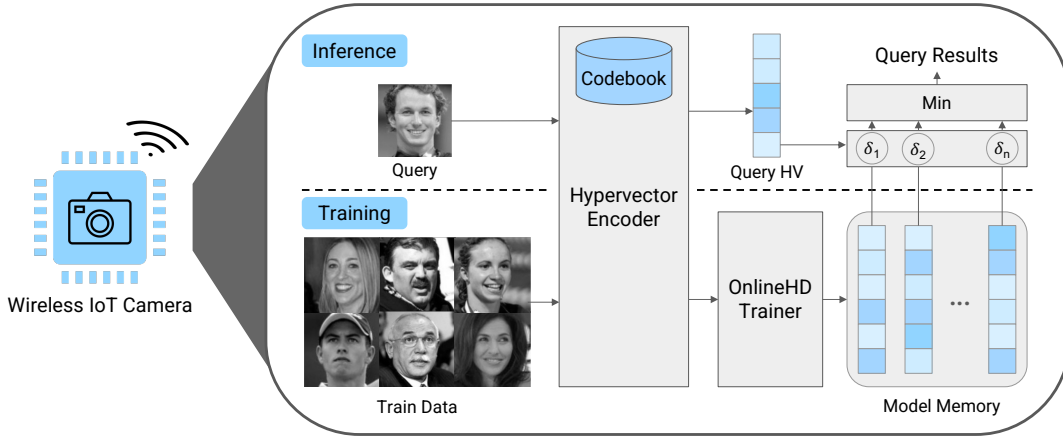 Inference
Codebook
Query Results
Min
δ1
δ2
δn
Query
Query HV
Hypervector
Encoder
Training
OnlineHD
Trainer
...
Wireless IoT Camera
Train Data
Model Memory